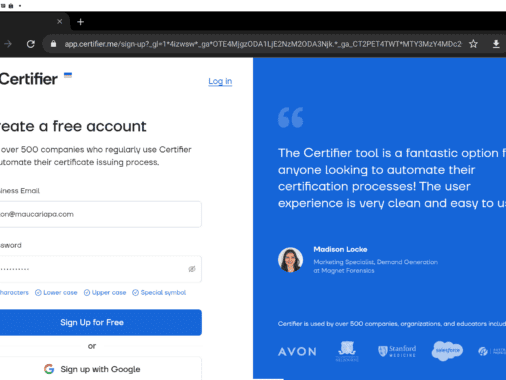 app.certifier.me/sign-up?_gl=1*4izwsw*_ga*OTE4MjgzODA1LjE2NzM2ODA3Njk.*_ga_CT2PET4TWT*MTY3MzY4MDc2
Certifier
Log in
eate a free account
over 500 companies who regularly use Certifier
utomate their certificate issuing process.
siness Email
on@maucariapa.com
ssword
haracters
Lower case
Upper case
Special symbol
Sign Up for Free
or
Sign up with Google
The Certifier tool is a fantastic option f
anyone looking to automate their
certification processes! The user
experience is very clean and easy to u
Madison Locke
Marketing Specialist, Demand Generation
at Magnet Forensics
Certifier is used by over 500 companies, organizations, and educators includ
AVON
Stanford
MEDICINE
salesforce